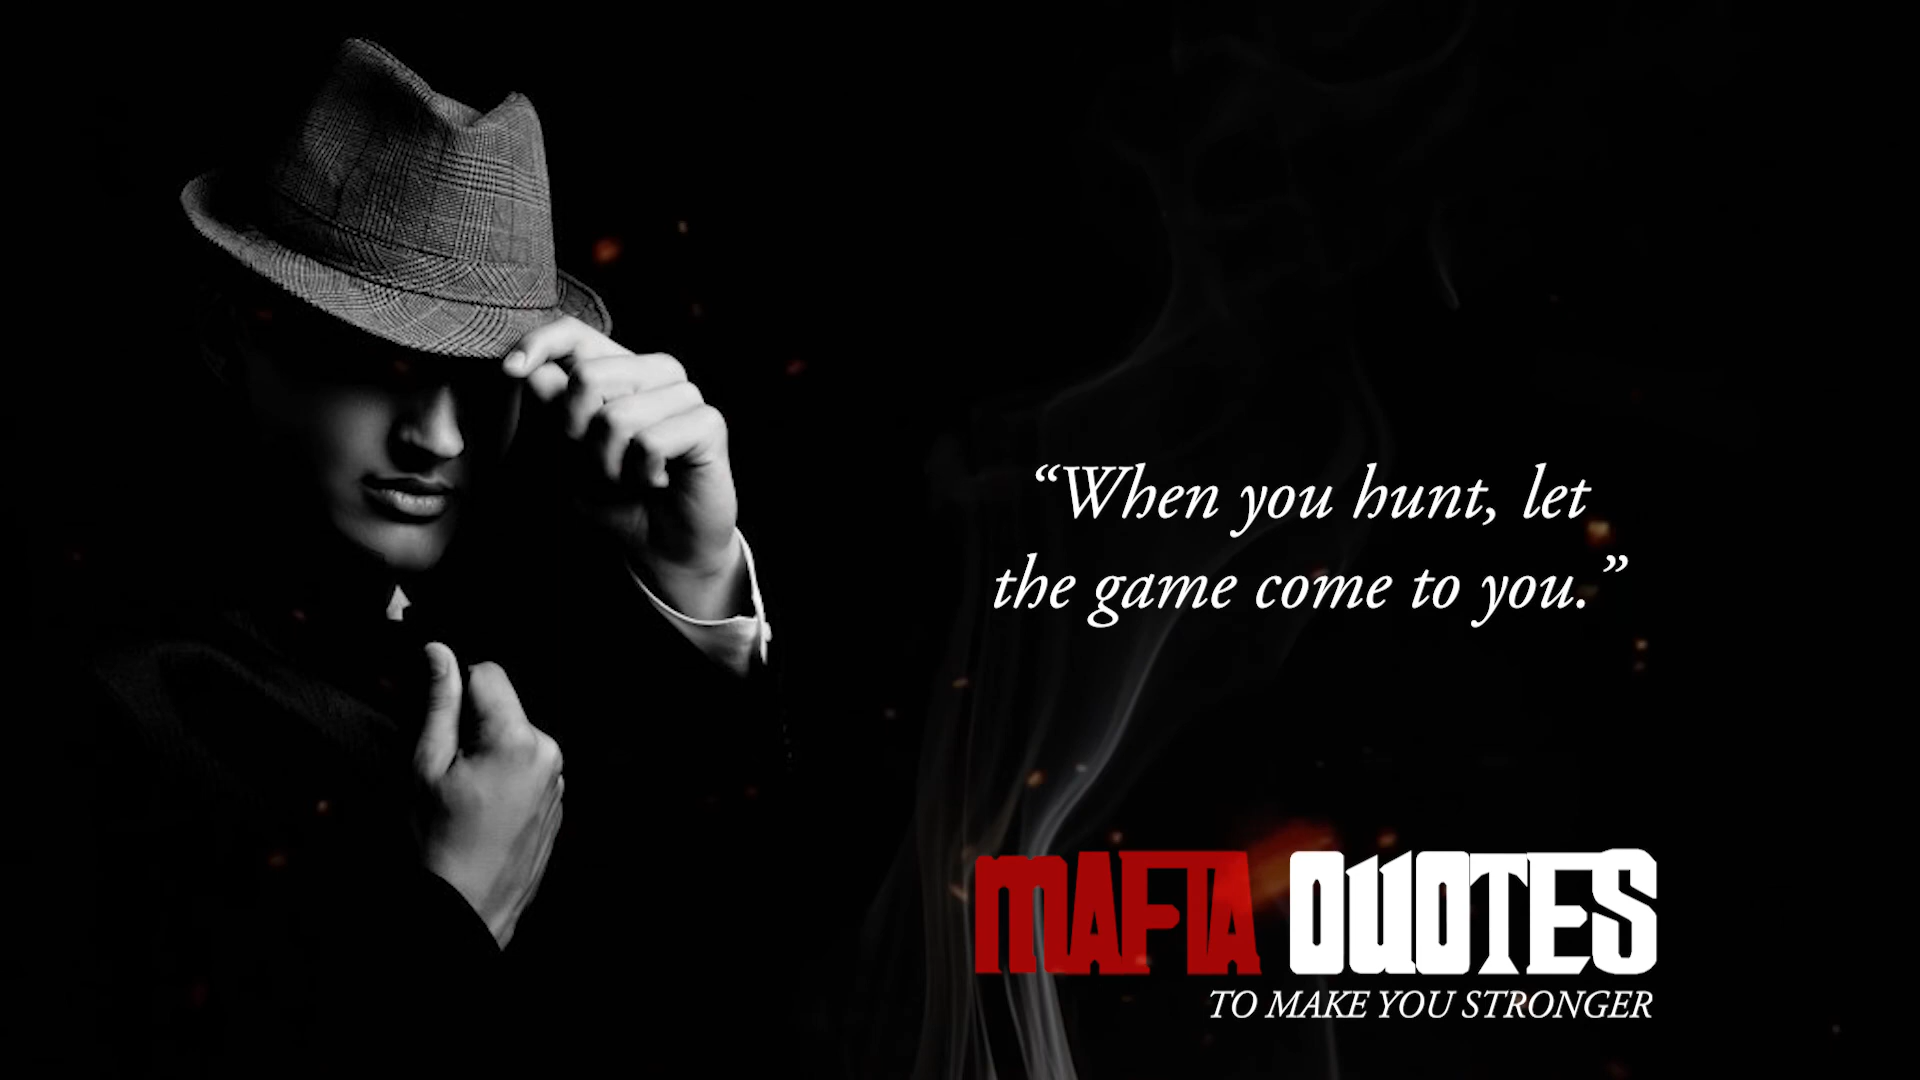 “When you hunt, let
the game come to you.”
MAFIA QUOTES
TO MAKE YOU STRONGER